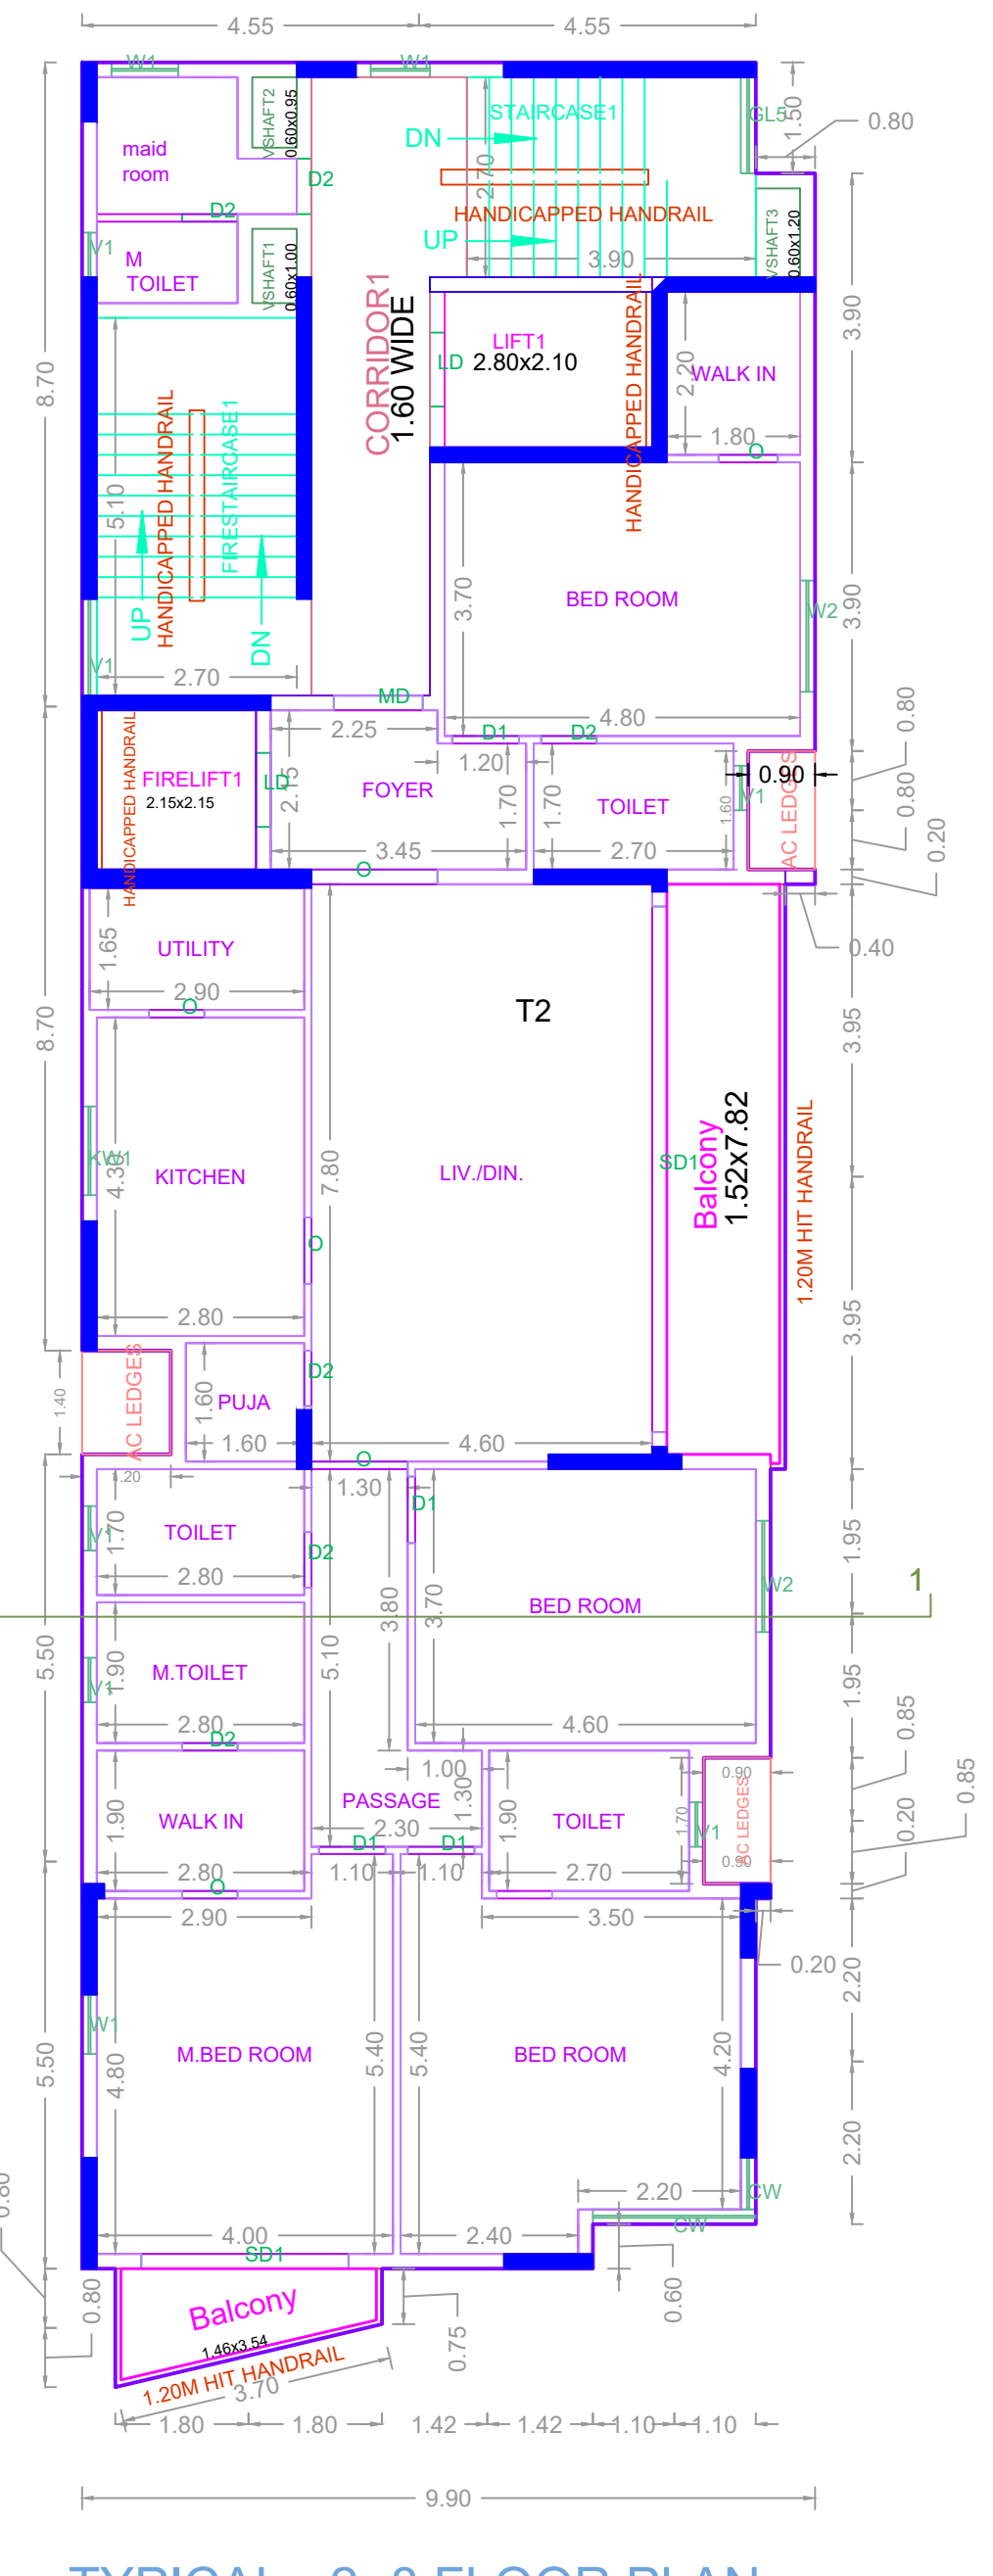 4.55
4.55
W1
W1
VSHAFT2
0.60x0.95
STAIRCASE1
GL5
1.50
0.80
DN
maid
room
D2
2.70
HANDICAPPED HANDRAIL
D2
UP
3.90
VSHAFT3
0.60x1.20
V1
M
TOILET
VSHAFT1
0.60x1.00
3.90
CORRIDOR1
1.60 WIDE
LIFT1
2.80x2.10
LD
HANDICAPPED HANDRAIL
2.20
WALK IN
1.80
O
8.70
5.10
HANDICAPPED HANDRAIL
FIRESTAIRCASE1
UP
DN
V1
2.70
3.70
BED ROOM
W2
3.90
MD
4.80
2.25
D1
D2
1.20
0.80
0.80
HANDICAPPED HANDRAIL
FIRELIFT1
2.15x2.15
LD
2.15
FOYER
1.70
1.70
TOILET
1.60
V1
0.90
AC LEDGES
3.45
2.70
0.20
O
0.40
1.65
UTILITY
2.90
O
T2
8.70
3.95
KW1
4.30
KITCHEN
7.80
LIV./DIN.
SD1
Balcony
1.52x7.82
1.20M HIT HANDRAIL
O
2.80
3.95
1.40
AC LEDGES
1.20
D2
1.60
PUJA
1.60
4.60
O
1.30
D1
V1
1.70
TOILET
D2
2.80
1.95
W2
1
3.80
3.70
BED ROOM
5.50
1.90
M.TOILET
V1
5.10
2.80
D2
4.60
1.95
0.85
0.85
0.20
1.00
1.30
1.90
WALK IN
PASSAGE
2.30
1.90
TOILET
1.70
V1
0.90
AC LEDGES
0.90
D1
D1
2.80
1.10
1.10
2.70
O
2.90
3.50
0.20
2.20
W1
4.80
M.BED ROOM
5.40
5.40
BED ROOM
4.20
5.50
2.20
2.20
CW
CW
4.00
2.40
SD1
0.80
0.80
Balcony
1.46x3.54
1.20M HIT HANDRAIL
3.70
0.75
0.60
1.80
1.80
1.42
1.42
1.10
1.10
9.90